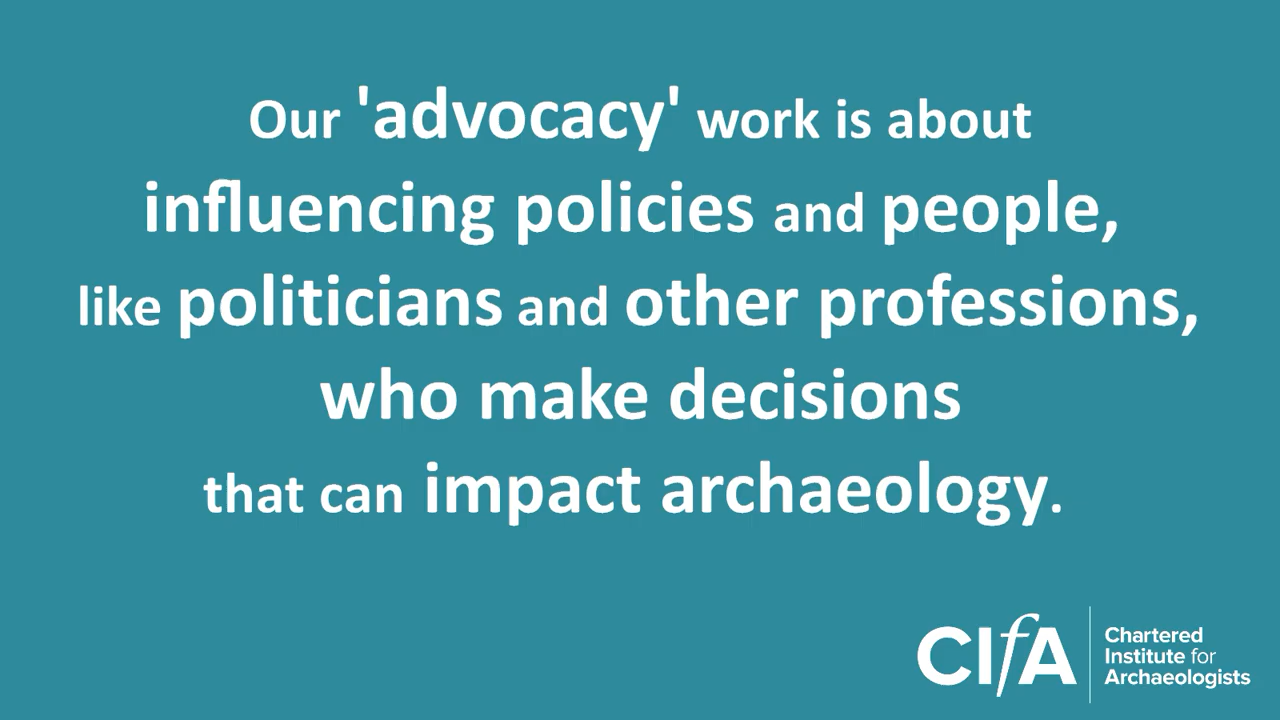 Our 'advocacy' work is about
influencing policies and people,
like politicians and other professions,
who make decisions
that can impact archaeology.
CIfA
Chartered
Institute for
Archaeologists